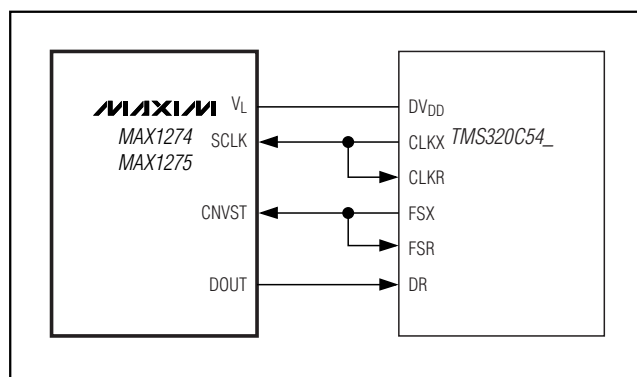 MAXIM
MAX1274
MAX1275
VL
SCLK
CNVST
DOUT
DVDD
CLKX
CLKR
FSX
FSR
DR
TMS320C54_